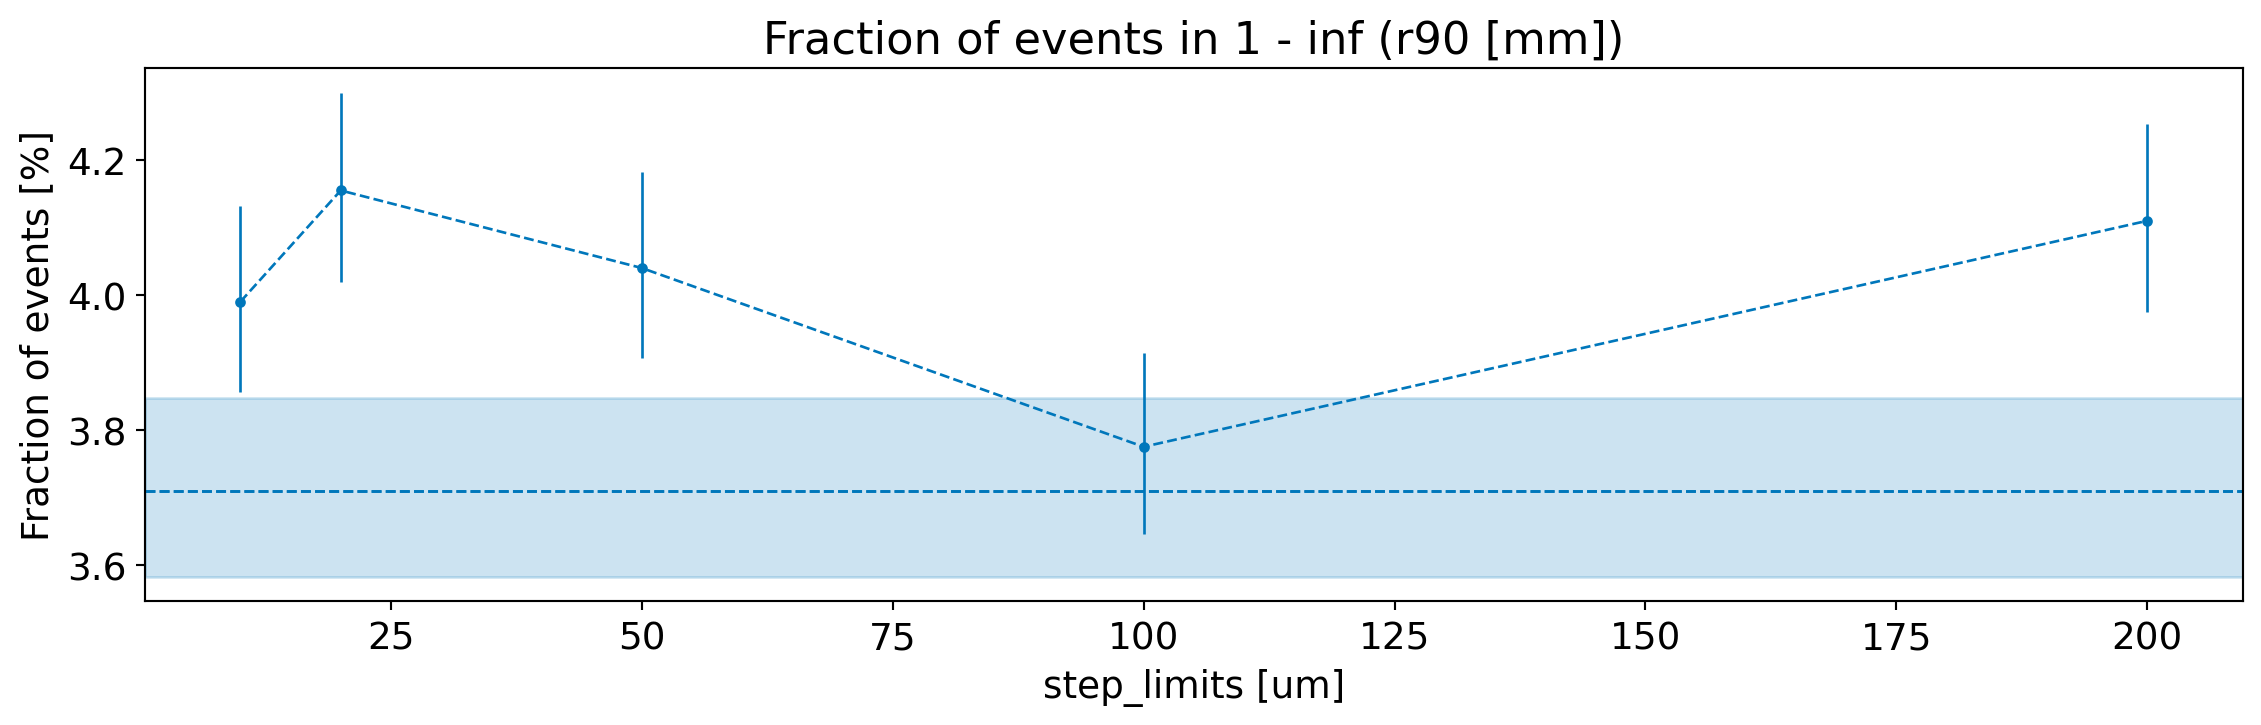 Fraction of events in 1 - inf (r90 [mm])
Fraction of events [%]
4.2
4.0
3.8
3.6
25 50 75 100 125 150 175 200
step_limits [um]